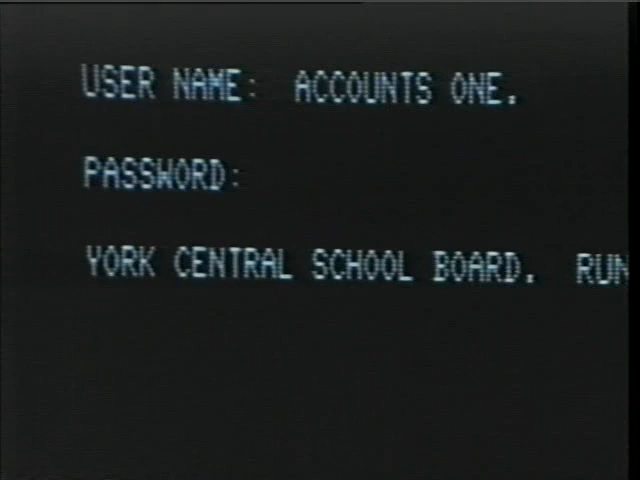 USER NAME: ACCOUNTS ONE.
PASSWORD:
YORK CENTRAL SCHOOL BOARD. RUN